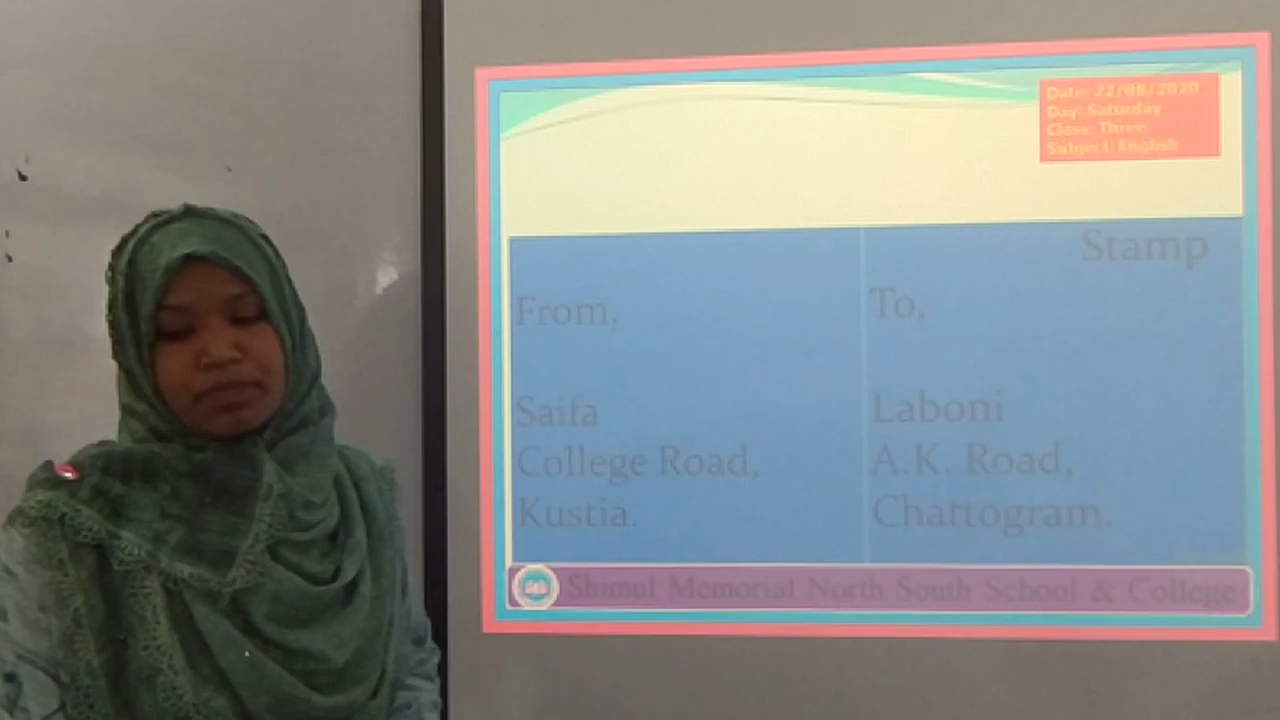 Date: 22/08/2020
Day: Saturday
Class: Three
Subject: English
Stamp
From,
Saifa
College Road,
Kustia.
To,
Laboni
A.K. Road,
Chattogram.
Shimul Memorial North South School & College